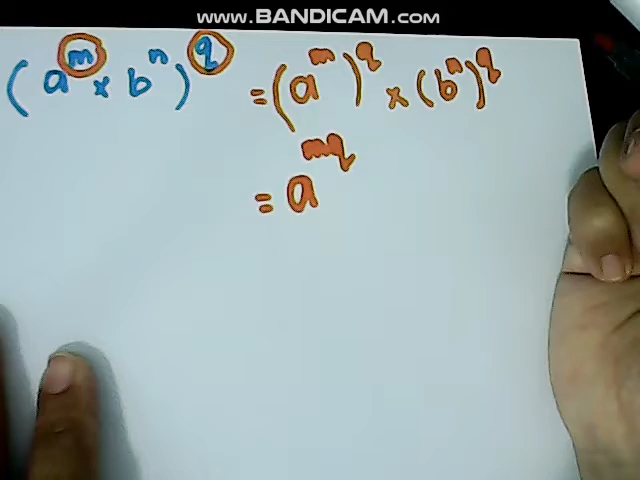 www.BANDICAM.com
(a^m × b^n)^q = (a^m)^q × (b^n)^q
= a^mq